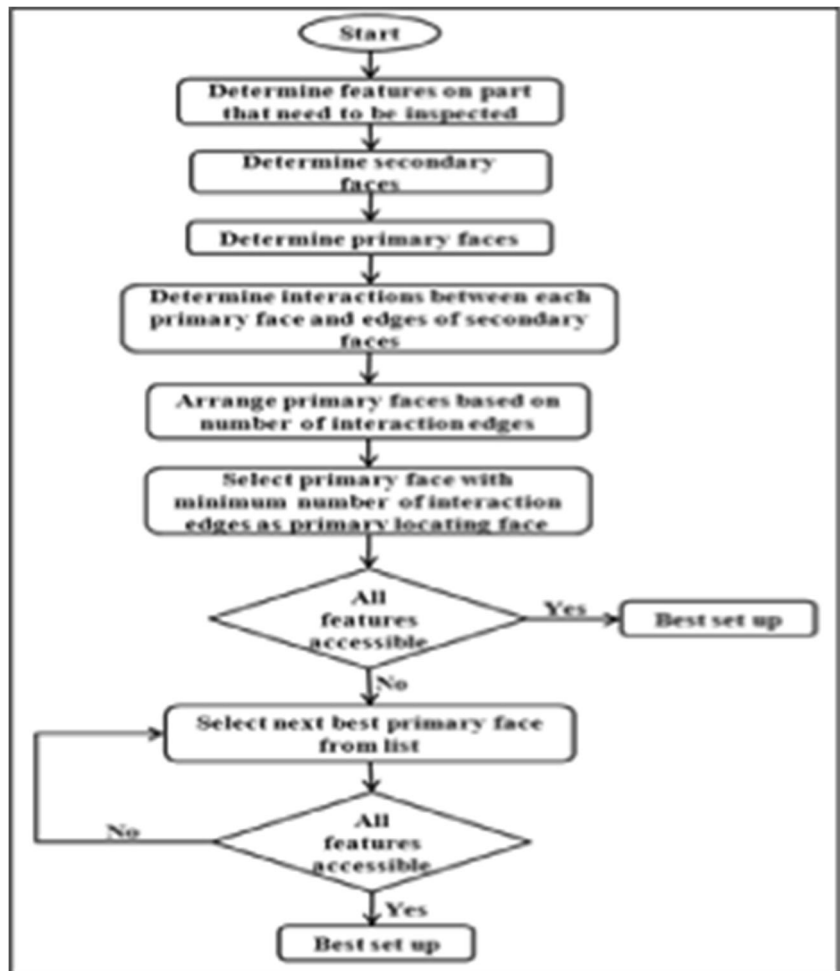 Start
Determine features on part
that need to be inspected
Determine secondary
faces
Determine primary faces
Determine interactions between each
primary face and edges of secondary
faces
Arrange primary faces based on
number of interaction edges
Select primary face with
minimum number of interaction
edges as primary locating face
All
features
accessible
Yes
Best set up
No
Select next best primary face
from list
All
features
accessible
No
Yes
Best set up